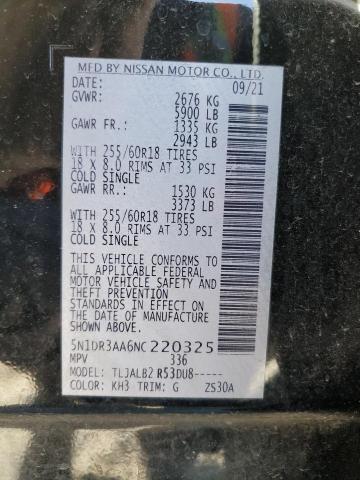 MFD BY NISSAN MOTOR CO., LTD.
DATE: 09/21
GVWR: 2676 KG
5900 LB
GAWR FR.: 1335 KG
2943 LB
WITH 255/60R18 TIRES
18 X 8.0 RIMS AT 33 PSI
COLD SINGLE
GAWR RR.: 1530 KG
3373 LB
WITH 255/60R18 TIRES
18 X 8.0 RIMS AT 33 PSI
COLD SINGLE
THIS VEHICLE CONFORMS TO
ALL APPLICABLE FEDERAL
MOTOR VEHICLE SAFETY AND
THEFT PREVENTION
STANDARDS IN EFFECT ON
THE DATE OF MANUFACTURE
SHOWN ABOVE.
5N1DR3AA6NC220325
MPV 336
MODEL: TLJALB2 R53DU8-----
COLOR: KH3 TRIM: G ZS30A